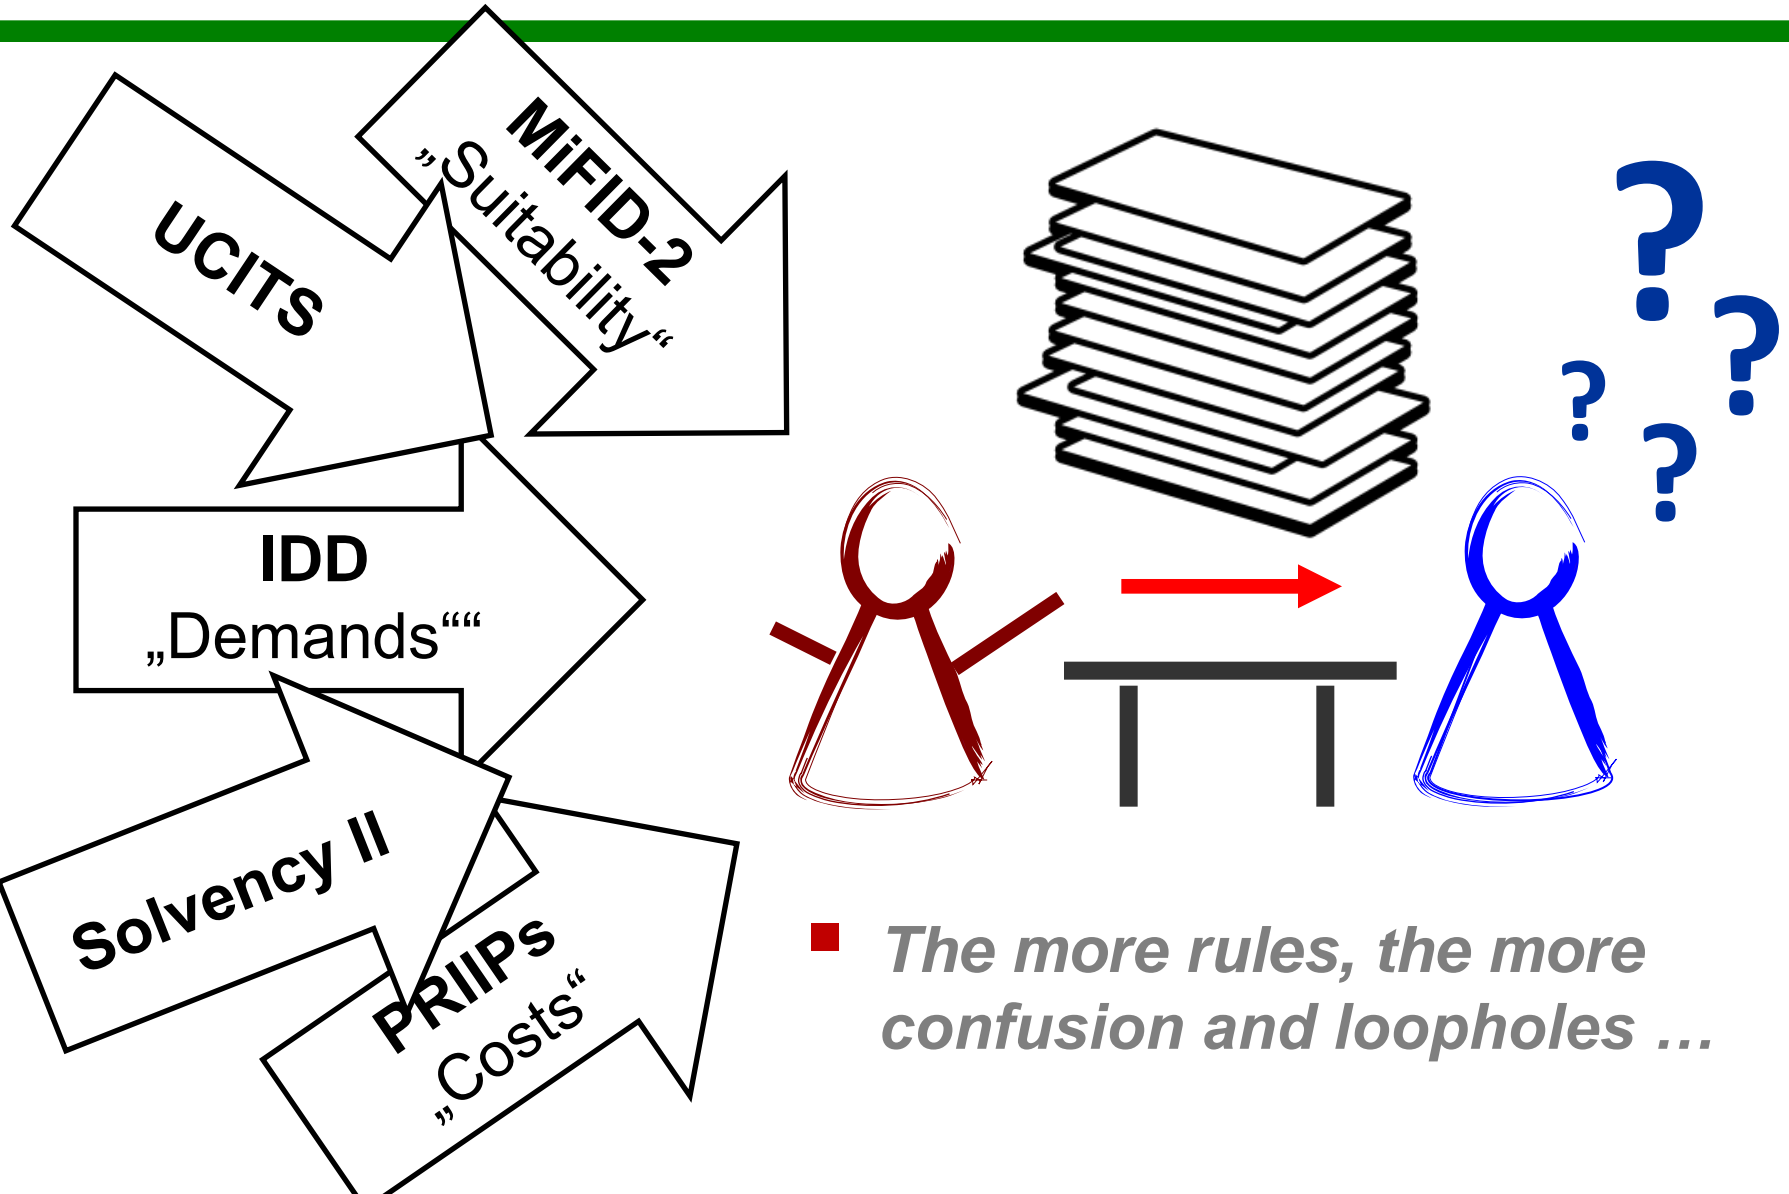 MiFID-2
„Suitability“
UCITS
IDD
„Demands““
Solvency II
PRIIPs
„Costs“
?
?
?
?
The more rules, the more
confusion and loopholes …